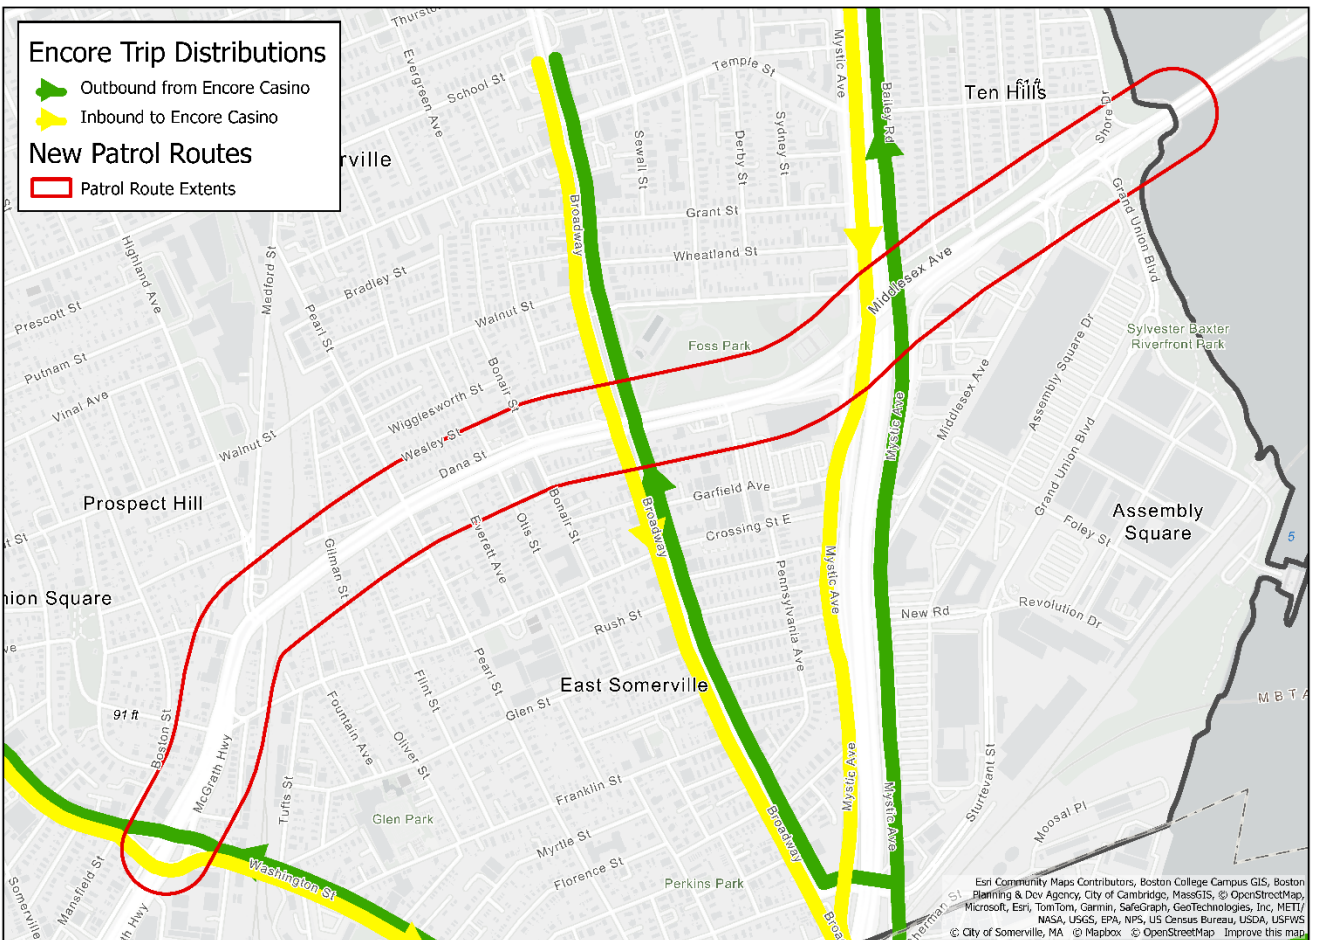 Encore Trip Distributions
Outbound from Encore Casino
Inbound to Encore Casino
New Patrol Routes
Patrol Route Extents
Thurston
Evergreen Ave
School St
rville
Temple St
Mystic Ave
Bailey Rd
Ten Hills
61 ft
Shore Dr
Sewall St
Derby St
Sydney St
Grand Union Blvd
Broadway
Grant St
Wheatland St
Highland Ave
Medford St
Bradley St
Middlesex Ave
Prescott St
Pearl St
Walnut St
Foss Park
Sylvester Baxter
Riverfront Park
Putnam St
Bonair St
Assembly Square Dr
Vinal Ave
Wigglesworth St
Middlesex Ave
Walnut St
Wesley St
Mystic Ave
Dana St
Grand Union Blvd
Prospect Hill
Garfield Ave
Assembly
Square
Bonair St
Otis St
Broadway
Crossing St E
Foley St
5
Everett Ave
Gilman St
Mystic Ave
Pennsylvania Ave
nion Square
New Rd
Revolution Dr
Rush St
Pearl St
East Somerville
Flint St
MBTA
91 ft
Boston St
Glen St
Fountain Ave
Oliver St
McGrath Hwy
Mystic Ave
Mystic Ave
Sturtevant St
Tufts St
Franklin St
Glen Park
Moosal Pl
Broadway
Myrtle St
Washington St
Florence St
Perkins Park
Mansfield St
Somerville
th Hwy
Broa
herman St
Esri Community Maps Contributors, Boston College Campus GIS, Boston
Planning & Dev Agency, City of Cambridge, MassGIS, © OpenStreetMap,
Microsoft, Esri, TomTom, Garmin, SafeGraph, GeoTechnologies, Inc, METI/
NASA, USGS, EPA, NPS, US Census Bureau, USDA, USFWS
© City of Somerville, MA © Mapbox © OpenStreetMap Improve this map